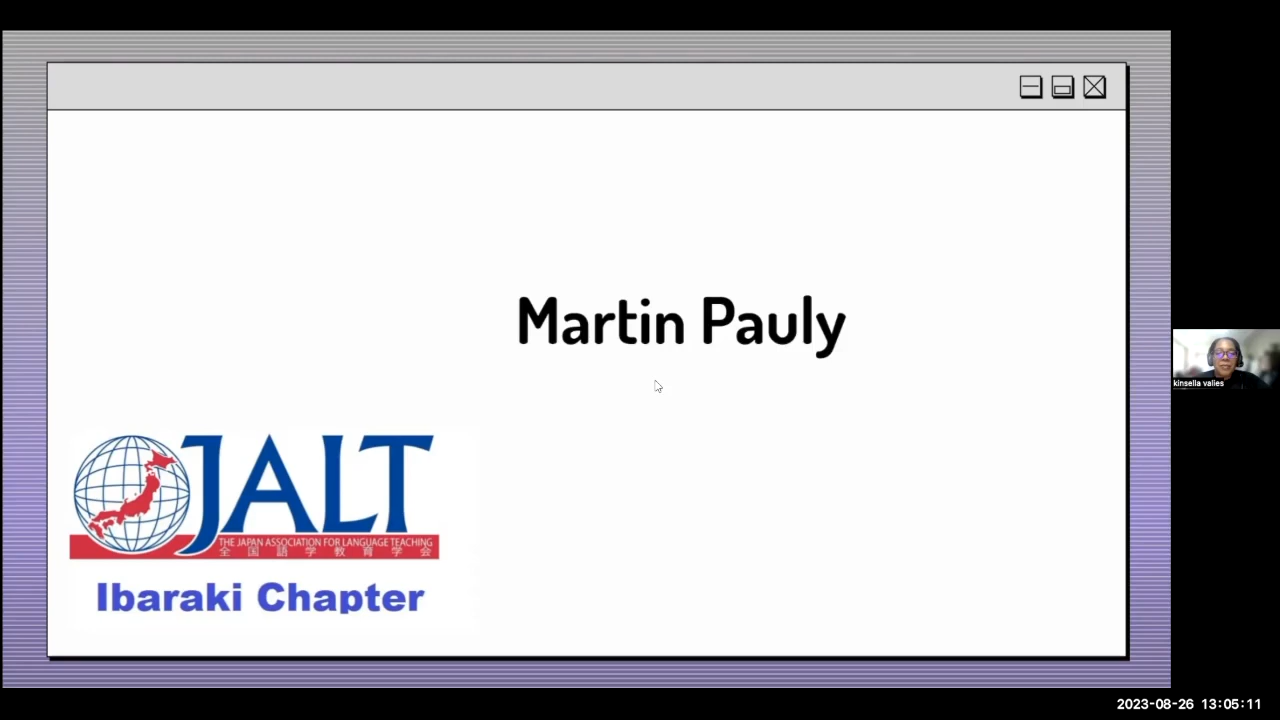 Martin Pauly
JALT
THE JAPAN ASSOCIATION FOR LANGUAGE TEACHING
全国語学教育学会
Ibaraki Chapter
kinsella valies
2023-08-26 13:05:11